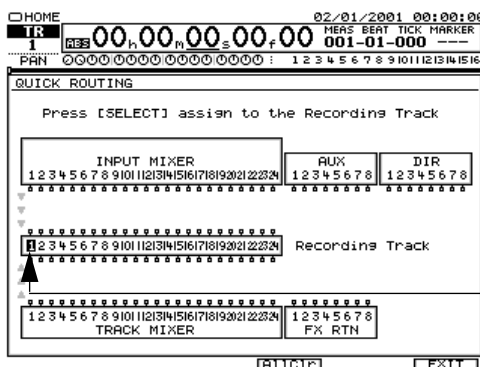 HOME 02/01/2001 00:00:00
TR 1 ABS 00h00m00s00f00 MEAS BEAT TICK MARKER
001-01-000 ---
PAN 1 2 3 4 5 6 7 8 9 10 11 12 13 14 15 16
QUICK ROUTING
Press [SELECT] assign to the Recording Track
INPUT MIXER AUX DIR
1 2 3 4 5 6 7 8 9 10 11 12 13 14 15 16 17 18 19 20 21 22 23 24 1 2 3 4 5 6 7 8 1 2 3 4 5 6 7 8
1 2 3 4 5 6 7 8 9 10 11 12 13 14 15 16 17 18 19 20 21 22 23 24 Recording Track
1 2 3 4 5 6 7 8 9 10 11 12 13 14 15 16 17 18 19 20 21 22 23 24 1 2 3 4 5 6 7 8
TRACK MIXER FX RTN
AllClr EXIT